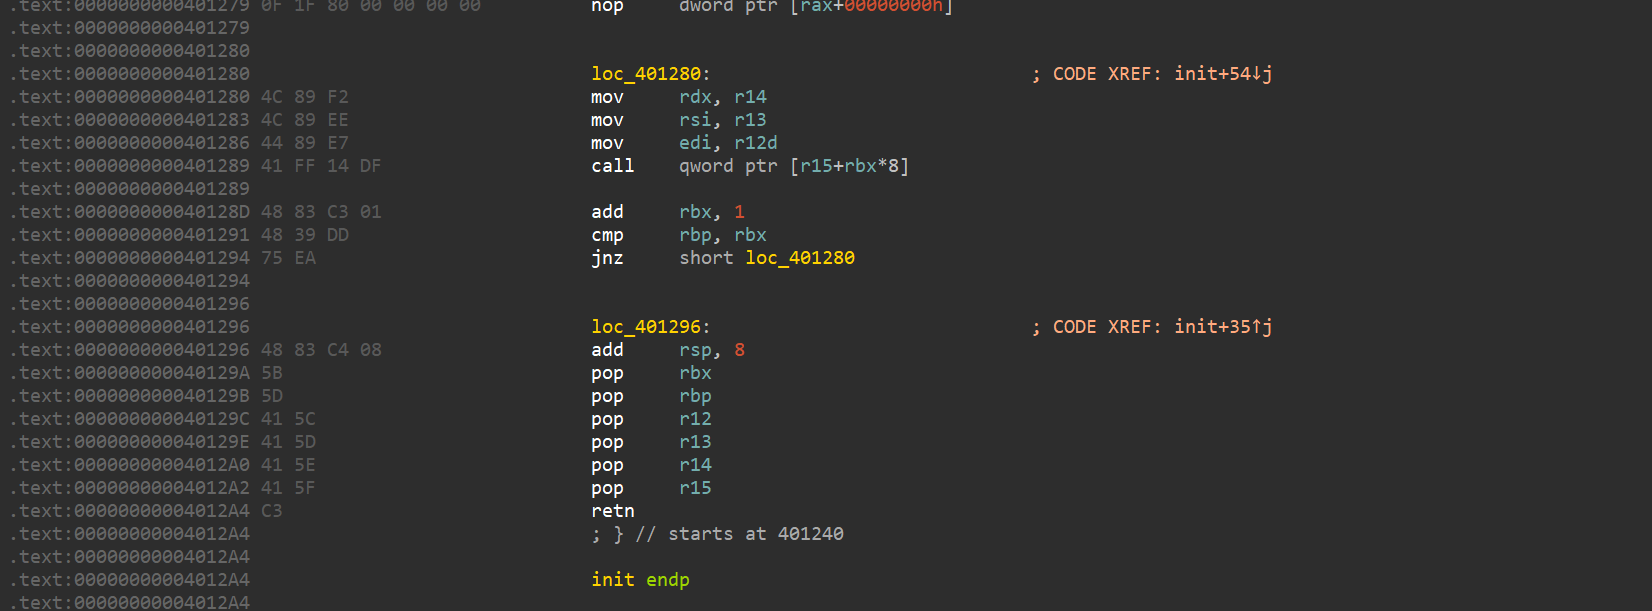 .text:0000000000401279 0F 1F 80 00 00 00 00 nop dword ptr [rax+00000000h]
.text:0000000000401279
.text:0000000000401280
.text:0000000000401280 loc_401280: ; CODE XREF: init+54↓j
.text:0000000000401280 4C 89 F2 mov rdx, r14
.text:0000000000401283 4C 89 EE mov rsi, r13
.text:0000000000401286 44 89 E7 mov edi, r12d
.text:0000000000401289 41 FF 14 DF call qword ptr [r15+rbx*8]
.text:0000000000401289
.text:000000000040128D 48 83 C3 01 add rbx, 1
.text:0000000000401291 48 39 DD cmp rbp, rbx
.text:0000000000401294 75 EA jnz short loc_401280
.text:0000000000401294
.text:0000000000401296
.text:0000000000401296 loc_401296: ; CODE XREF: init+35↑j
.text:0000000000401296 48 83 C4 08 add rsp, 8
.text:000000000040129A 5B pop rbx
.text:000000000040129B 5D pop rbp
.text:000000000040129C 41 5C pop r12
.text:000000000040129E 41 5D pop r13
.text:00000000004012A0 41 5E pop r14
.text:00000000004012A2 41 5F pop r15
.text:00000000004012A4 C3 retn
.text:00000000004012A4 ; } // starts at 401240
.text:00000000004012A4
.text:00000000004012A4 init endp
.text:00000000004012A4